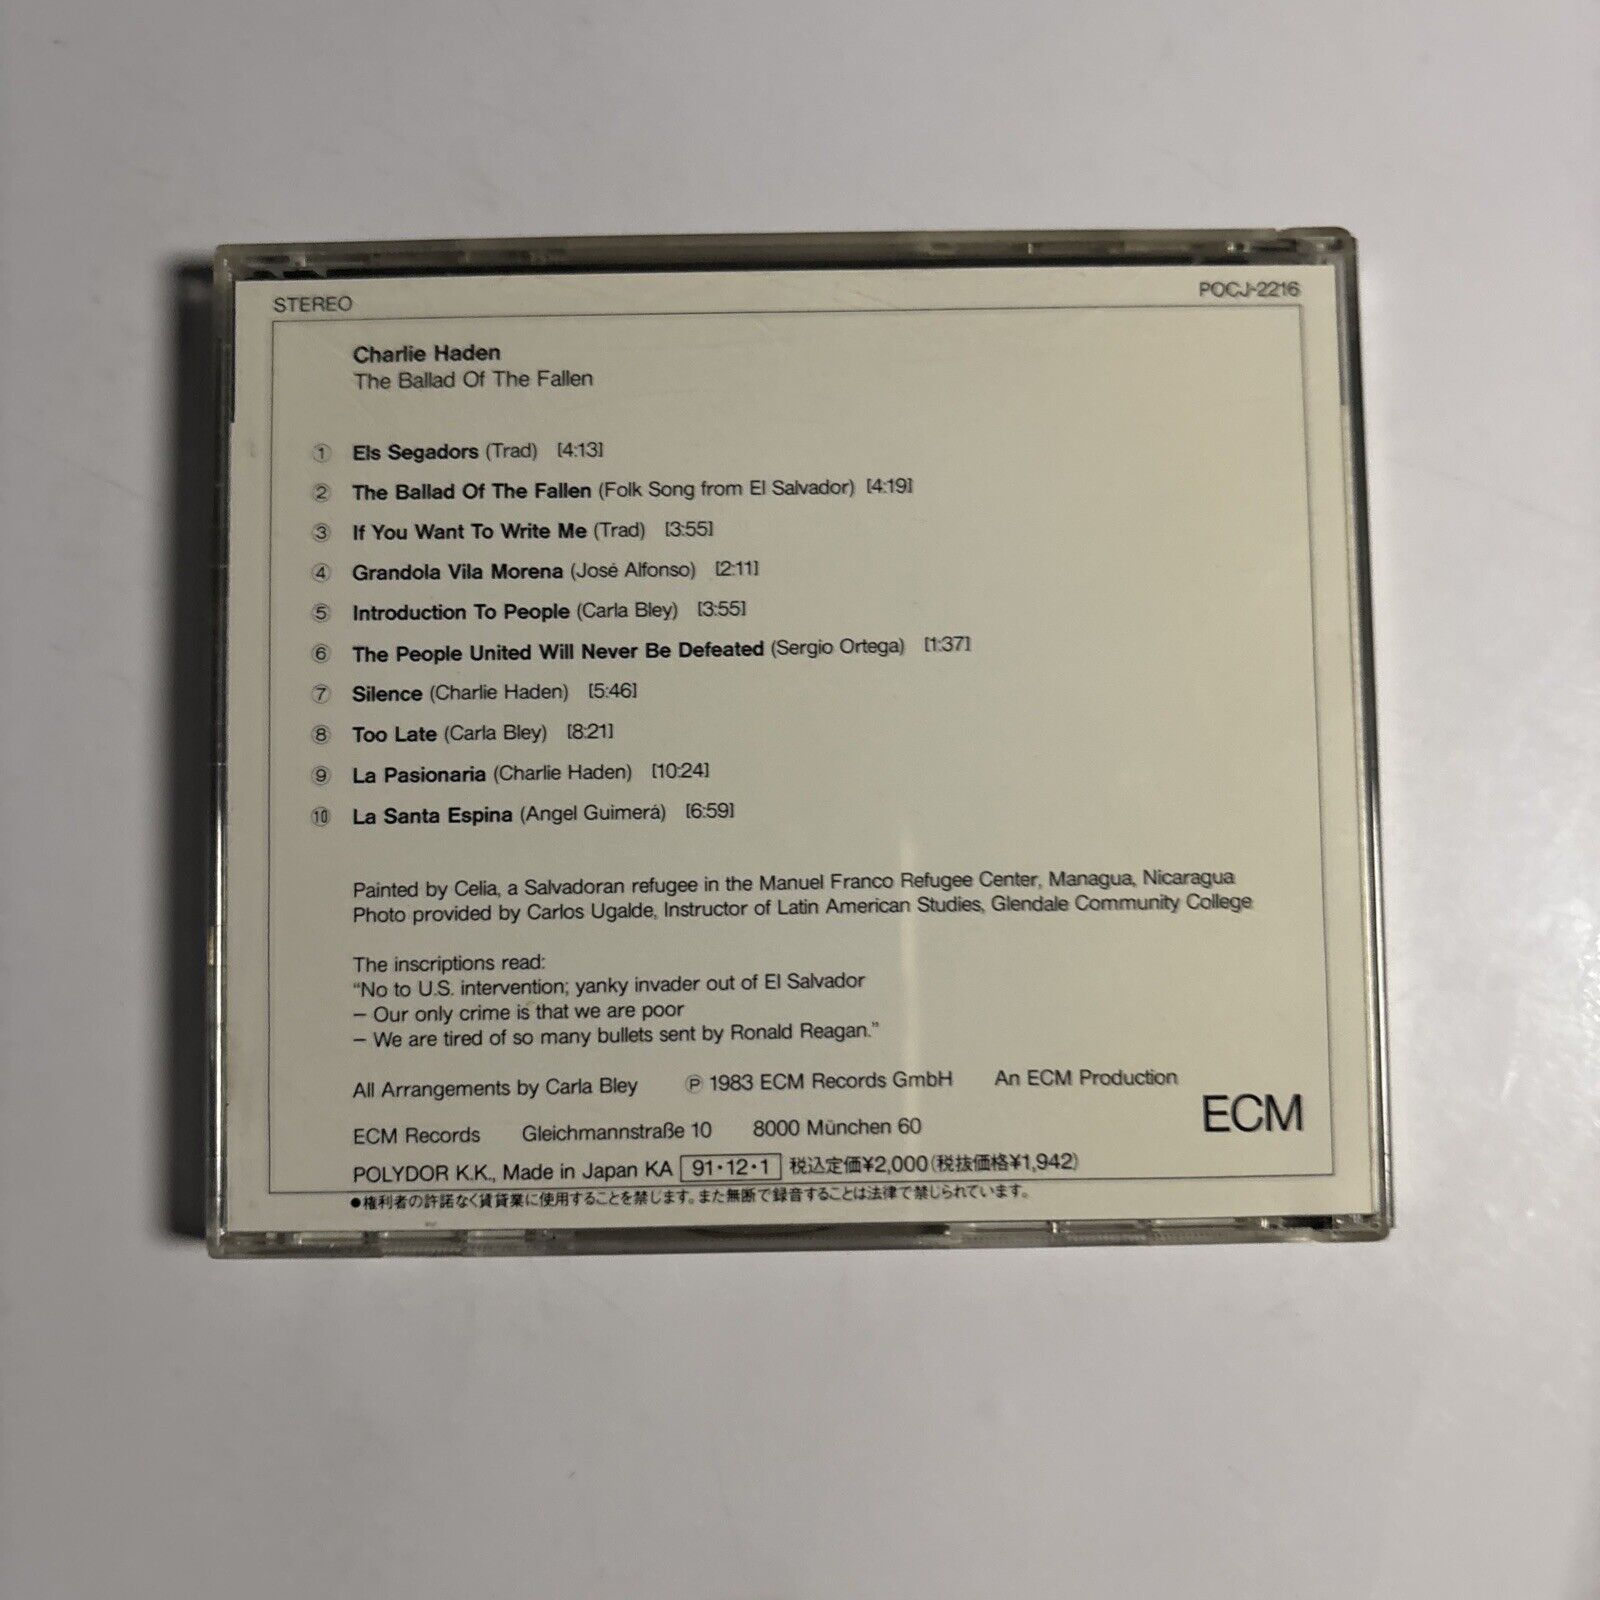 STEREO POCJ-2216
Charlie Haden
The Ballad Of The Fallen
① Els Segadors (Trad) [4:13]
② The Ballad Of The Fallen (Folk Song from El Salvador) [4:19]
③ If You Want To Write Me (Trad) [3:55]
④ Grandola Vila Morena (José Alfonso) [2:11]
⑤ Introduction To People (Carla Bley) [3:55]
⑥ The People United Will Never Be Defeated (Sergio Ortega) [1:37]
⑦ Silence (Charlie Haden) [5:46]
⑧ Too Late (Carla Bley) [8:21]
⑨ La Pasionaria (Charlie Haden) [10:24]
⑩ La Santa Espina (Angel Guimerá) [6:59]
Painted by Celia, a Salvadoran refugee in the Manuel Franco Refugee Center, Managua, Nicaragua
Photo provided by Carlos Ugalde, Instructor of Latin American Studies, Glendale Community College
The inscriptions read:
“No to U.S. intervention; yanky invader out of El Salvador
– Our only crime is that we are poor
– We are tired of so many bullets sent by Ronald Reagan.”
All Arrangements by Carla Bley ℗ 1983 ECM Records GmbH An ECM Production
ECM
ECM Records Gleichmannstraße 10 8000 München 60
POLYDOR K.K., Made in Japan KA 91・12・1 税込定価¥2,000(税抜価格¥1,942)
●権利者の許諾なく賃貸業に使用することを禁じます。また無断で録音することは法律で禁じられています。